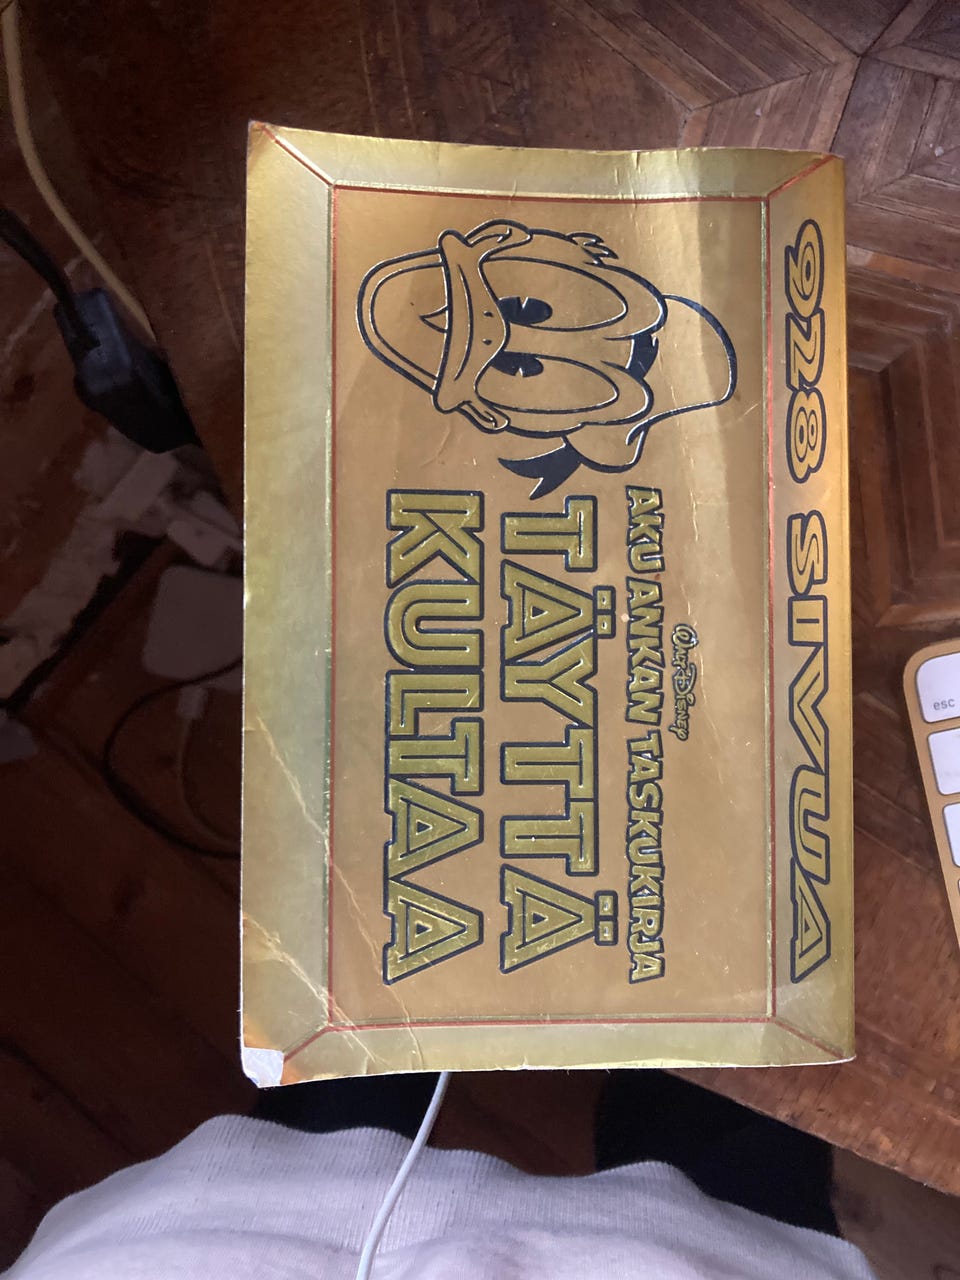 928 SIVUA
Walt Disney
AKU ANKAN TASKUKIRJA
TÄYTTÄ
KULTAA
esc